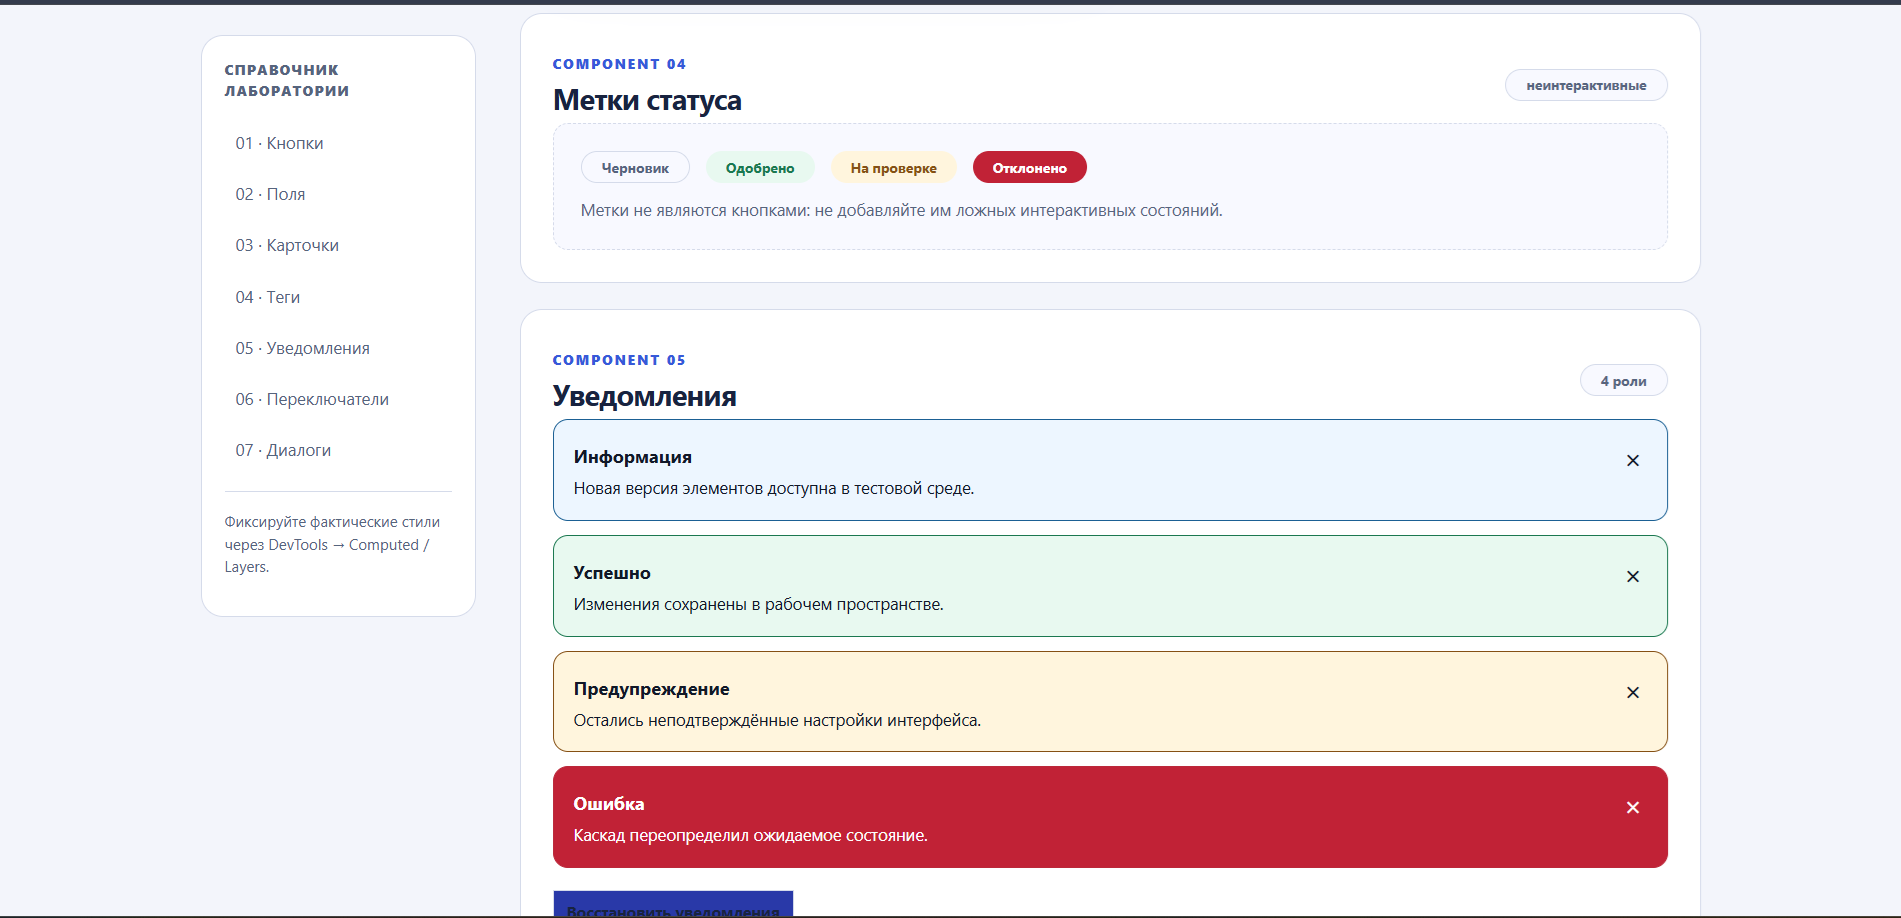 СПРАВОЧНИК
ЛАБОРАТОРИИ
01 · Кнопки
02 · Поля
03 · Карточки
04 · Теги
05 · Уведомления
06 · Переключатели
07 · Диалоги
Фиксируйте фактические стили
через DevTools → Computed /
Layers.
COMPONENT 04
Метки статуса
неинтерактивные
Черновик
Одобрено
На проверке
Отклонено
Метки не являются кнопками: не добавляйте им ложных интерактивных состояний.
COMPONENT 05
Уведомления
4 роли
Информация
Новая версия элементов доступна в тестовой среде.
Успешно
Изменения сохранены в рабочем пространстве.
Предупреждение
Остались неподтверждённые настройки интерфейса.
Ошибка
Каскад переопределил ожидаемое состояние.
Восстановить уведомления